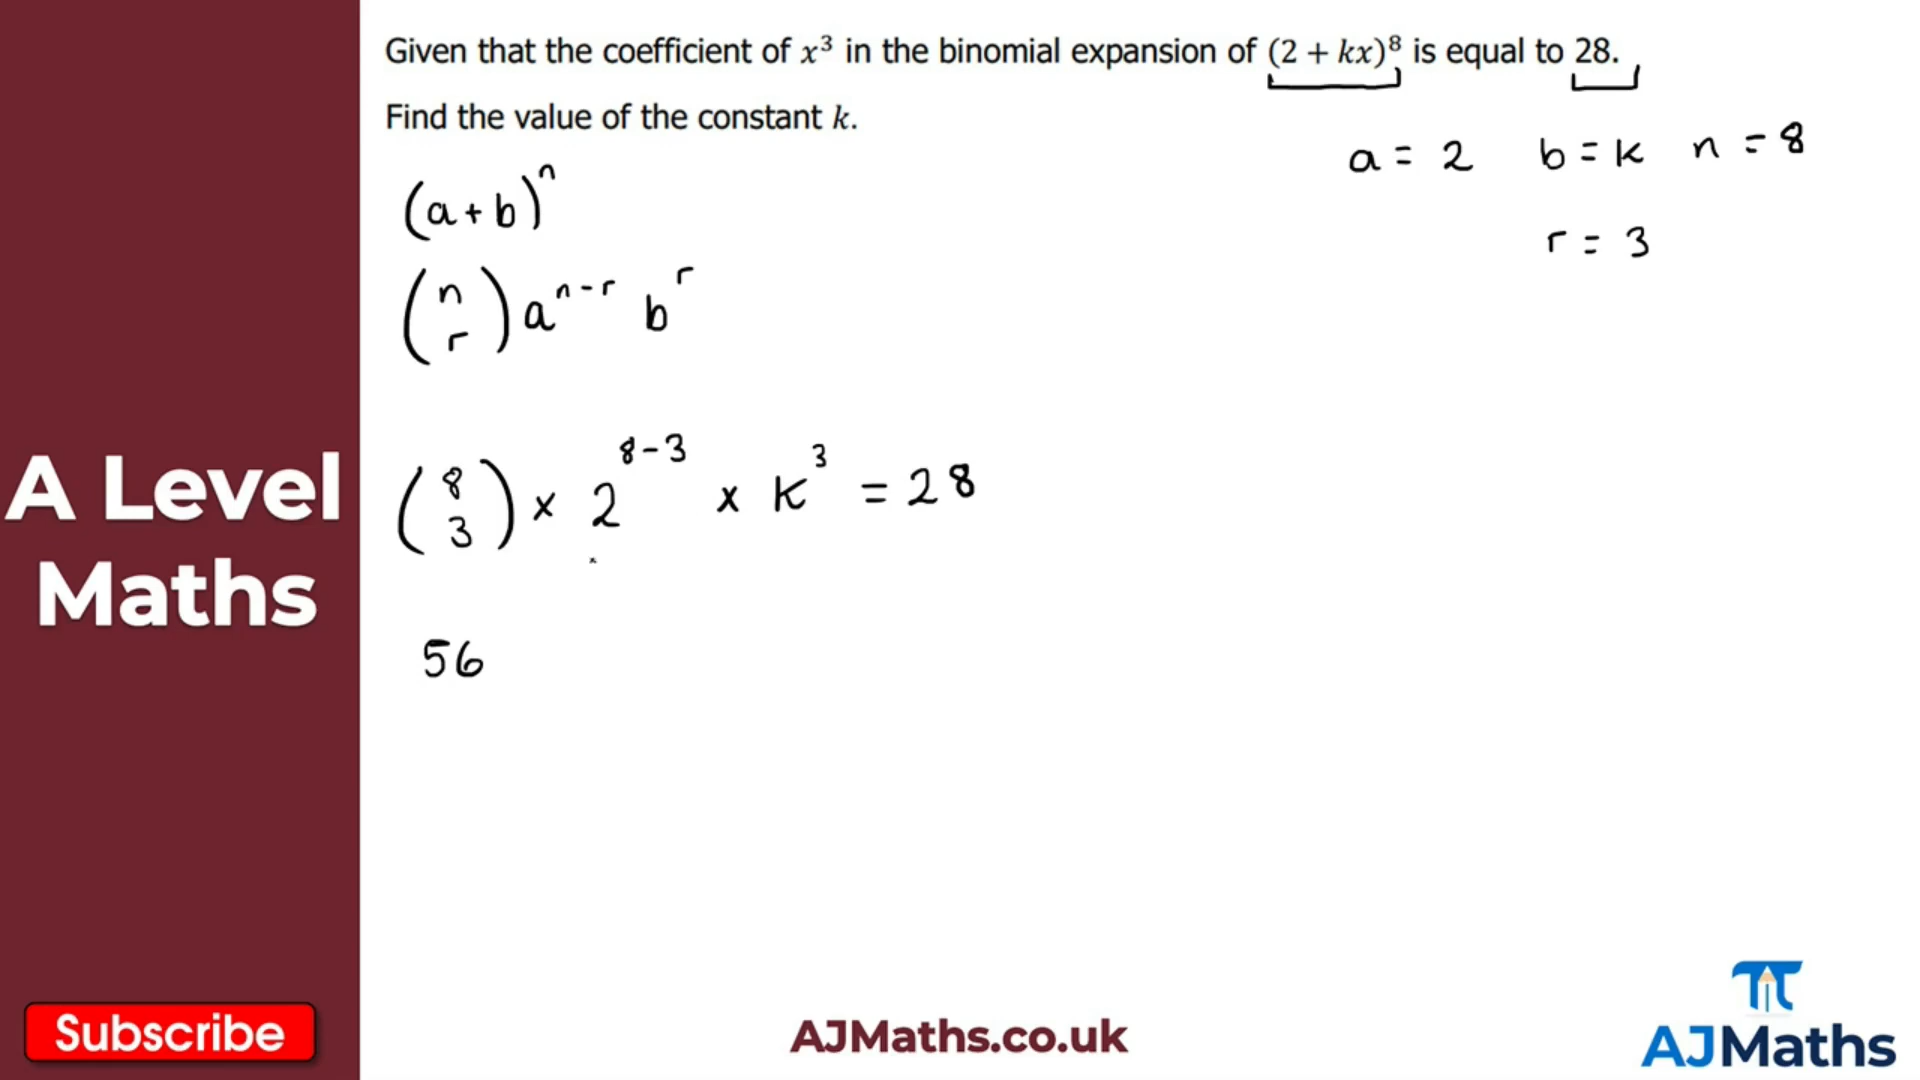 Given that the coefficient of x³ in the binomial expansion of (2 + kx)⁸ is equal to 28.
Find the value of the constant k.
a = 2 b = k n = 8
r = 3
(a + b)ⁿ
(n r) aⁿ⁻ʳ bʳ
(8 3) × 2⁸⁻³ × k³ = 28
56
A Level
Maths
Subscribe
AJMaths.co.uk
AJMaths